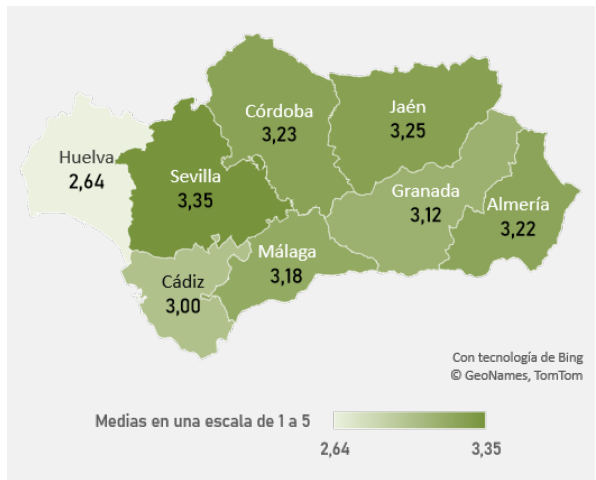 Córdoba
3,23
Jaén
3,25
Huelva
2,64
Sevilla
3,35
Granada
3,12
Almería
3,22
Málaga
3,18
Cádiz
3,00
Con tecnología de Bing
© GeoNames, TomTom
Medias en una escala de 1 a 5
2,64
3,35